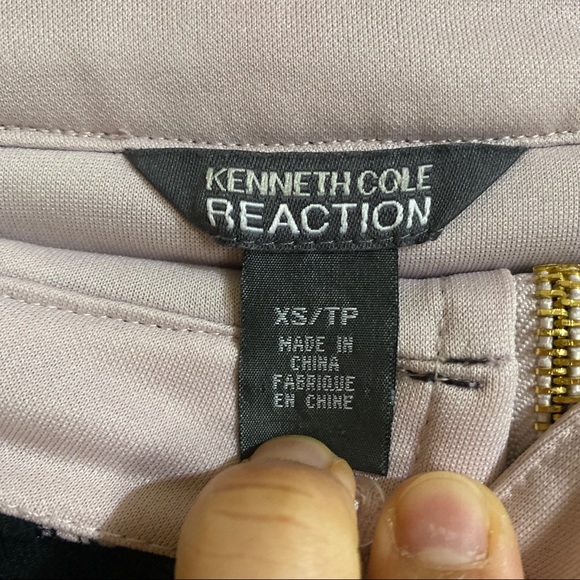 KENNETH COLE
REACTION
XS/TP
MADE IN
CHINA
FABRIQUE
EN CHINE